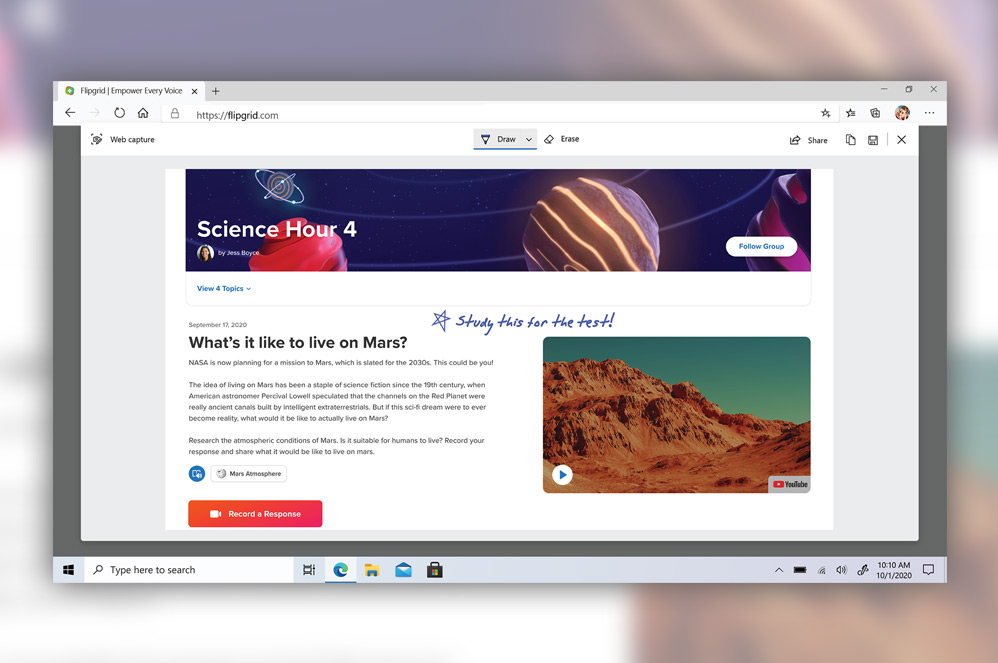 Flipgrid | Empower Every Voice
https://flipgrid.com
Web capture
Draw
Erase
Share
Science Hour 4
by Jess Boyce
Follow Group
View 4 Topics
Study this for the test!
September 17, 2020
What's it like to live on Mars?
NASA is now planning for a mission to Mars, which is slated for the 2030s. This could be you!
The idea of living on Mars has been a staple of science fiction since the 19th century, when
American astronomer Percival Lowell speculated that the channels on the Red Planet were
really ancient canals built by intelligent extraterrestrials. But if this sci-fi dream were to ever
become reality, what would it be like to actually live on Mars?
Research the atmospheric conditions of Mars. Is it suitable for humans to live? Record your
response and share what it would be like to live on mars.
Mars Atmosphere
YouTube
Record a Response
Type here to search
10:10 AM
10/1/2020